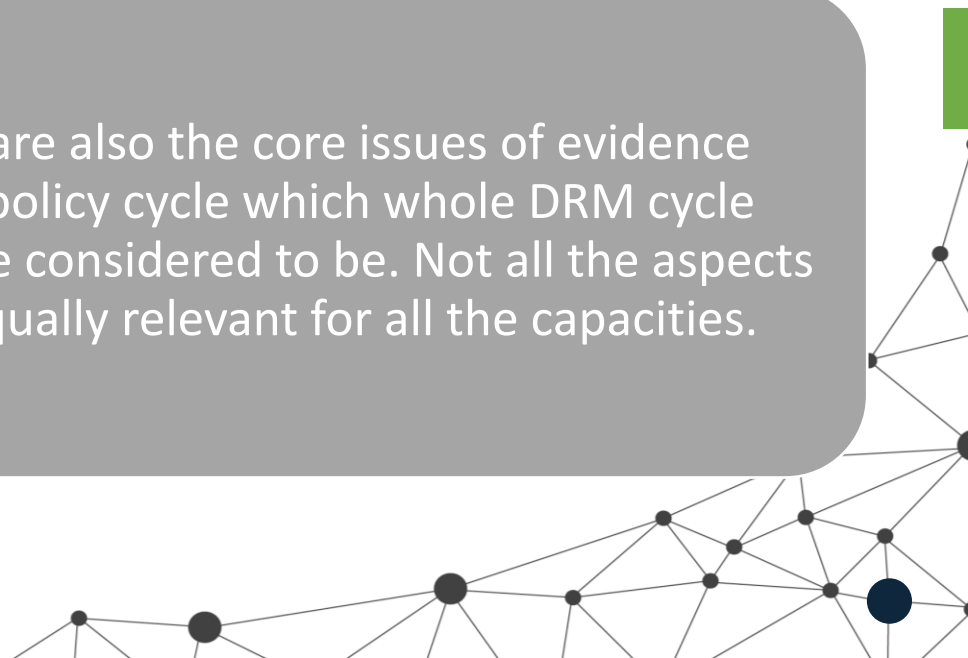 are also the core issues of evidence
policy cycle which whole DRM cycle
considered to be. Not all the aspects
relevant for all the capacities.